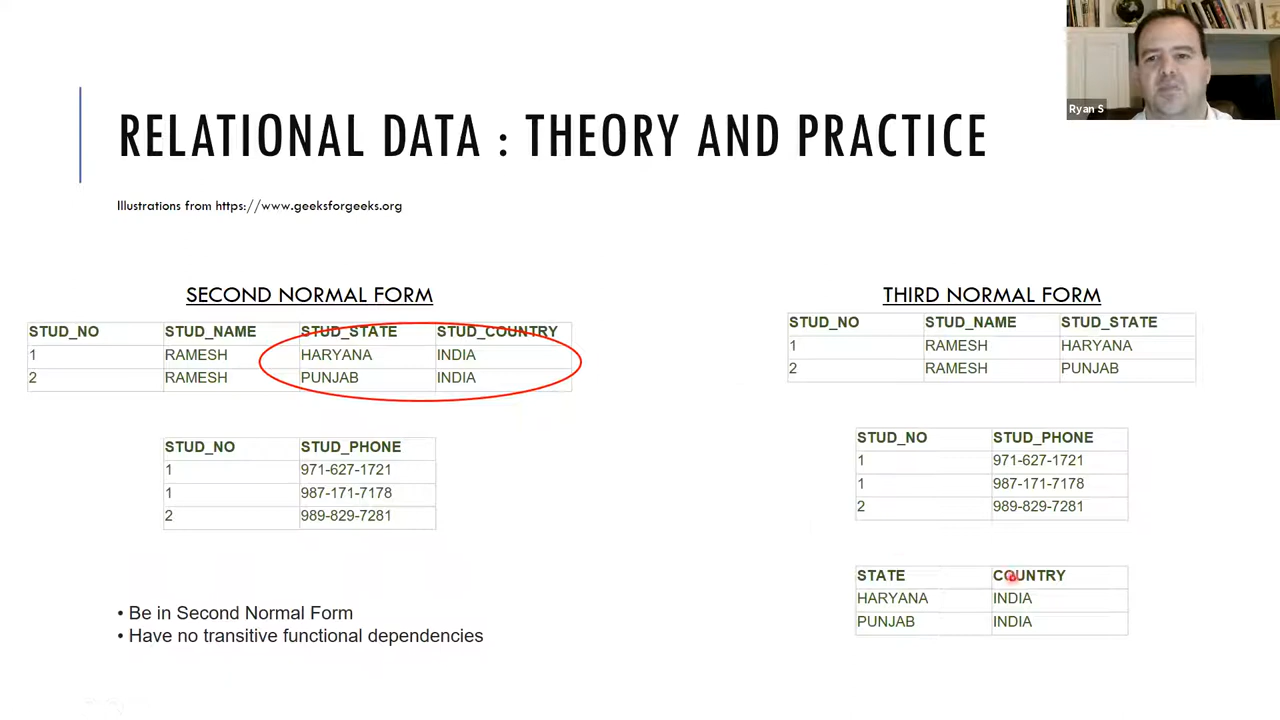 Ryan S
RELATIONAL DATA : THEORY AND PRACTICE
Illustrations from https://www.geeksforgeeks.org
SECOND NORMAL FORM
STUD_NO STUD_NAME STUD_STATE STUD_COUNTRY
1 RAMESH HARYANA INDIA
2 RAMESH PUNJAB INDIA
STUD_NO STUD_PHONE
1 971-627-1721
1 987-171-7178
2 989-829-7281
• Be in Second Normal Form
• Have no transitive functional dependencies
THIRD NORMAL FORM
STUD_NO STUD_NAME STUD_STATE
1 RAMESH HARYANA
2 RAMESH PUNJAB
STUD_NO STUD_PHONE
1 971-627-1721
1 987-171-7178
2 989-829-7281
STATE COUNTRY
HARYANA INDIA
PUNJAB INDIA